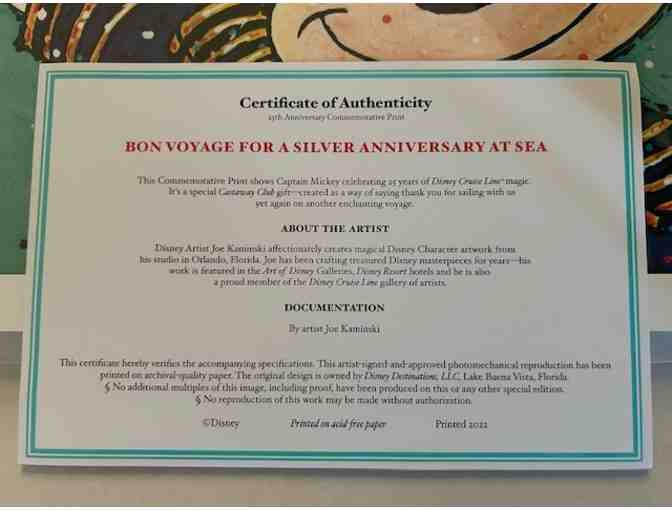 Certificate of Authenticity
25th Anniversary Commemorative Print
BON VOYAGE FOR A SILVER ANNIVERSARY AT SEA
This Commemorative Print shows Captain Mickey celebrating 25 years of Disney Cruise Line® magic.
It's a special Castaway Club gift—created as a way of saying thank you for sailing with us
yet again on another enchanting voyage.
ABOUT THE ARTIST
Disney Artist Joe Kaminski affectionately creates magical Disney Character artwork from
his studio in Orlando, Florida. Joe has been crafting treasured Disney masterpieces for years—his
work is featured in the Art of Disney Galleries, Disney Resort hotels and he is also
a proud member of the Disney Cruise Line gallery of artists.
DOCUMENTATION
By artist Joe Kaminski
This certificate hereby verifies the accompanying specifications. This artist-signed-and-approved photomechanical reproduction has been
printed on archival-quality paper. The original design is owned by Disney Destinations, LLC, Lake Buena Vista, Florida.
§ No additional multiples of this image, including proof, have been produced on this or any other special edition.
§ No reproduction of this work may be made without authorization.
©Disney Printed on acid-free paper Printed 2022